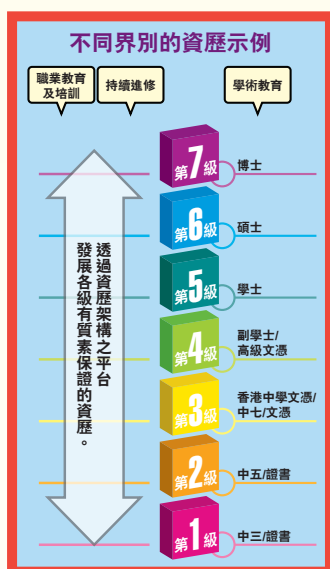 不同界別的資歷示例
職業教育
及培訓
持續進修
學術教育
第7級
博士
第6級
碩士
第5級
學士
第4級
副學士/
高級文憑
第3級
香港中學文憑/
中七/文憑
第2級
中五/證書
第1級
中三/證書
透過資歷架構之平台
發展各級有質素保證的資歷。